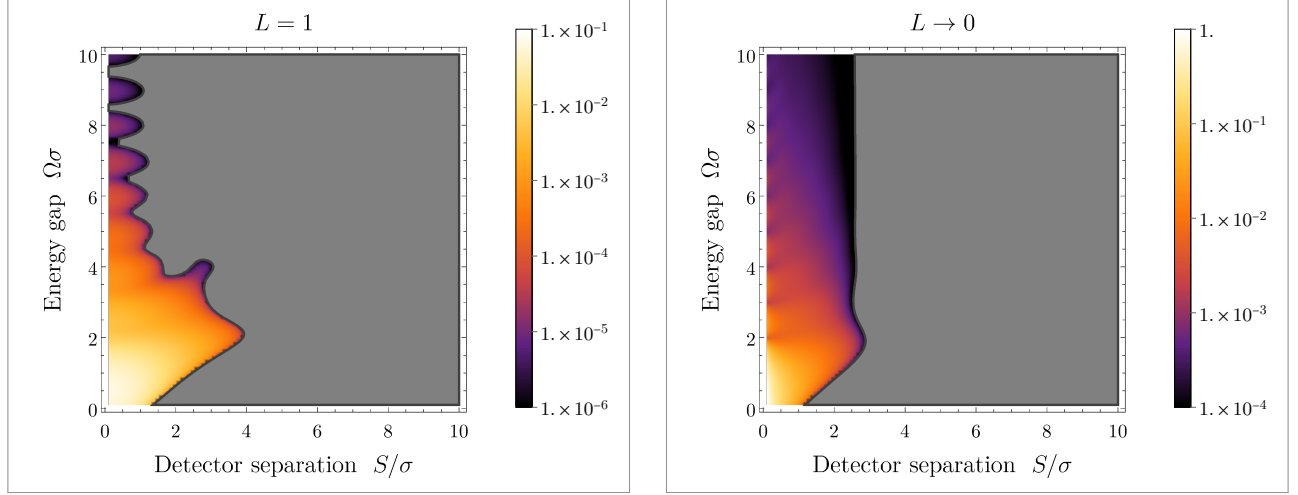 L = 1
10
8
6
4
2
0
Energy gap Ωσ
0 2 4 6 8 10
Detector separation S/σ
1.×10⁻¹
1.×10⁻²
1.×10⁻³
1.×10⁻⁴
1.×10⁻⁵
1.×10⁻⁶
L → 0
10
8
6
4
2
0
Energy gap Ωσ
0 2 4 6 8 10
Detector separation S/σ
1.
1.×10⁻¹
1.×10⁻²
1.×10⁻³
1.×10⁻⁴